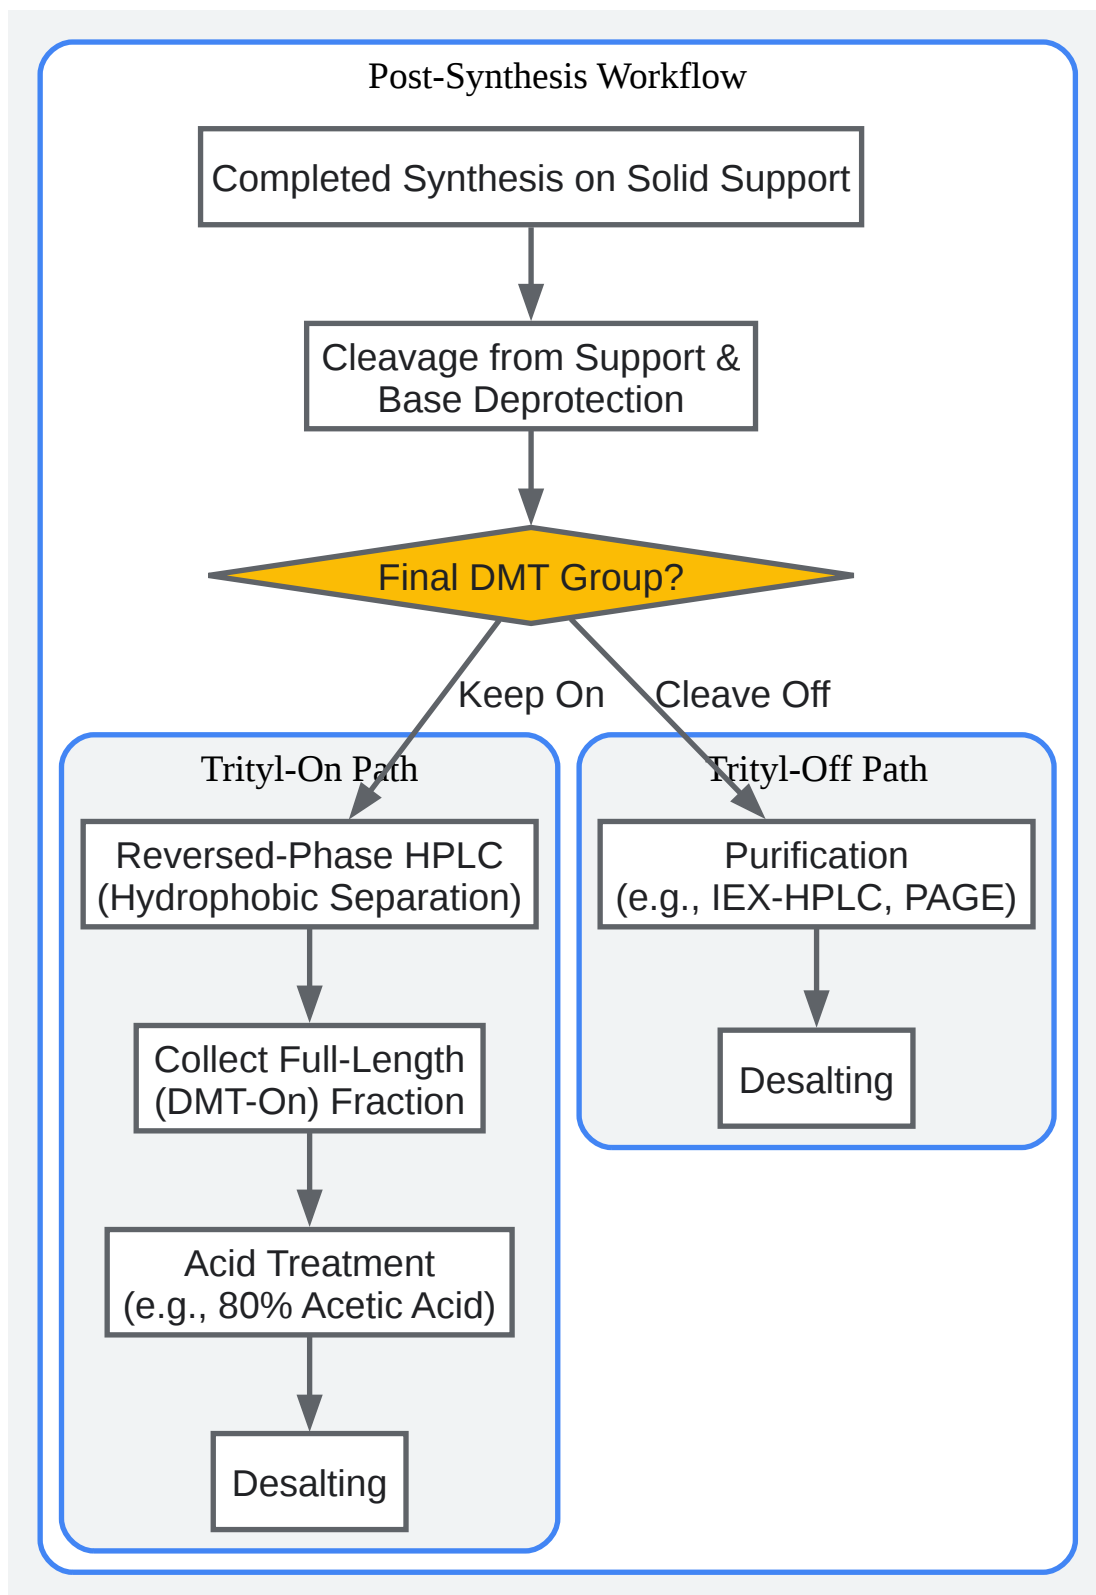 Post-Synthesis Workflow
Completed Synthesis on Solid Support
Cleavage from Support &
Base Deprotection
Final DMT Group?
Keep On
Cleave Off
Trityl-On Path
Reversed-Phase HPLC
(Hydrophobic Separation)
Collect Full-Length
(DMT-On) Fraction
Acid Treatment
(e.g., 80% Acetic Acid)
Desalting
Trityl-Off Path
Purification
(e.g., IEX-HPLC, PAGE)
Desalting